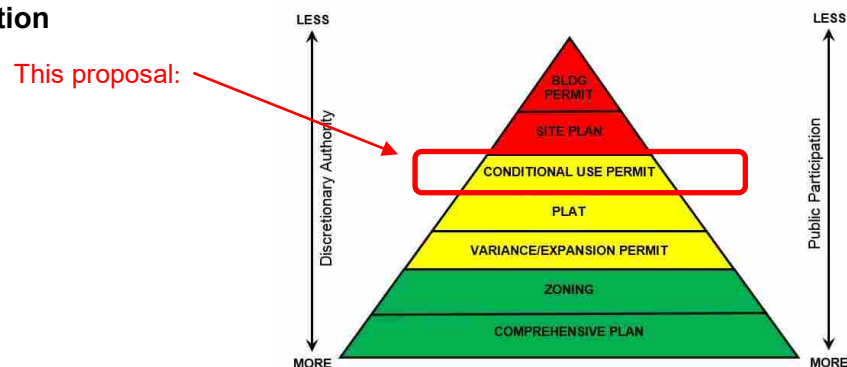 tion
LESS
LESS
This proposal:
BLDG
PERMIT
SITE PLAN
Discretionary Authority
Public Participation
CONDITIONAL USE PERMIT
PLAT
VARIANCE/EXPANSION PERMIT
ZONING
COMPREHENSIVE PLAN
MORE
MORE